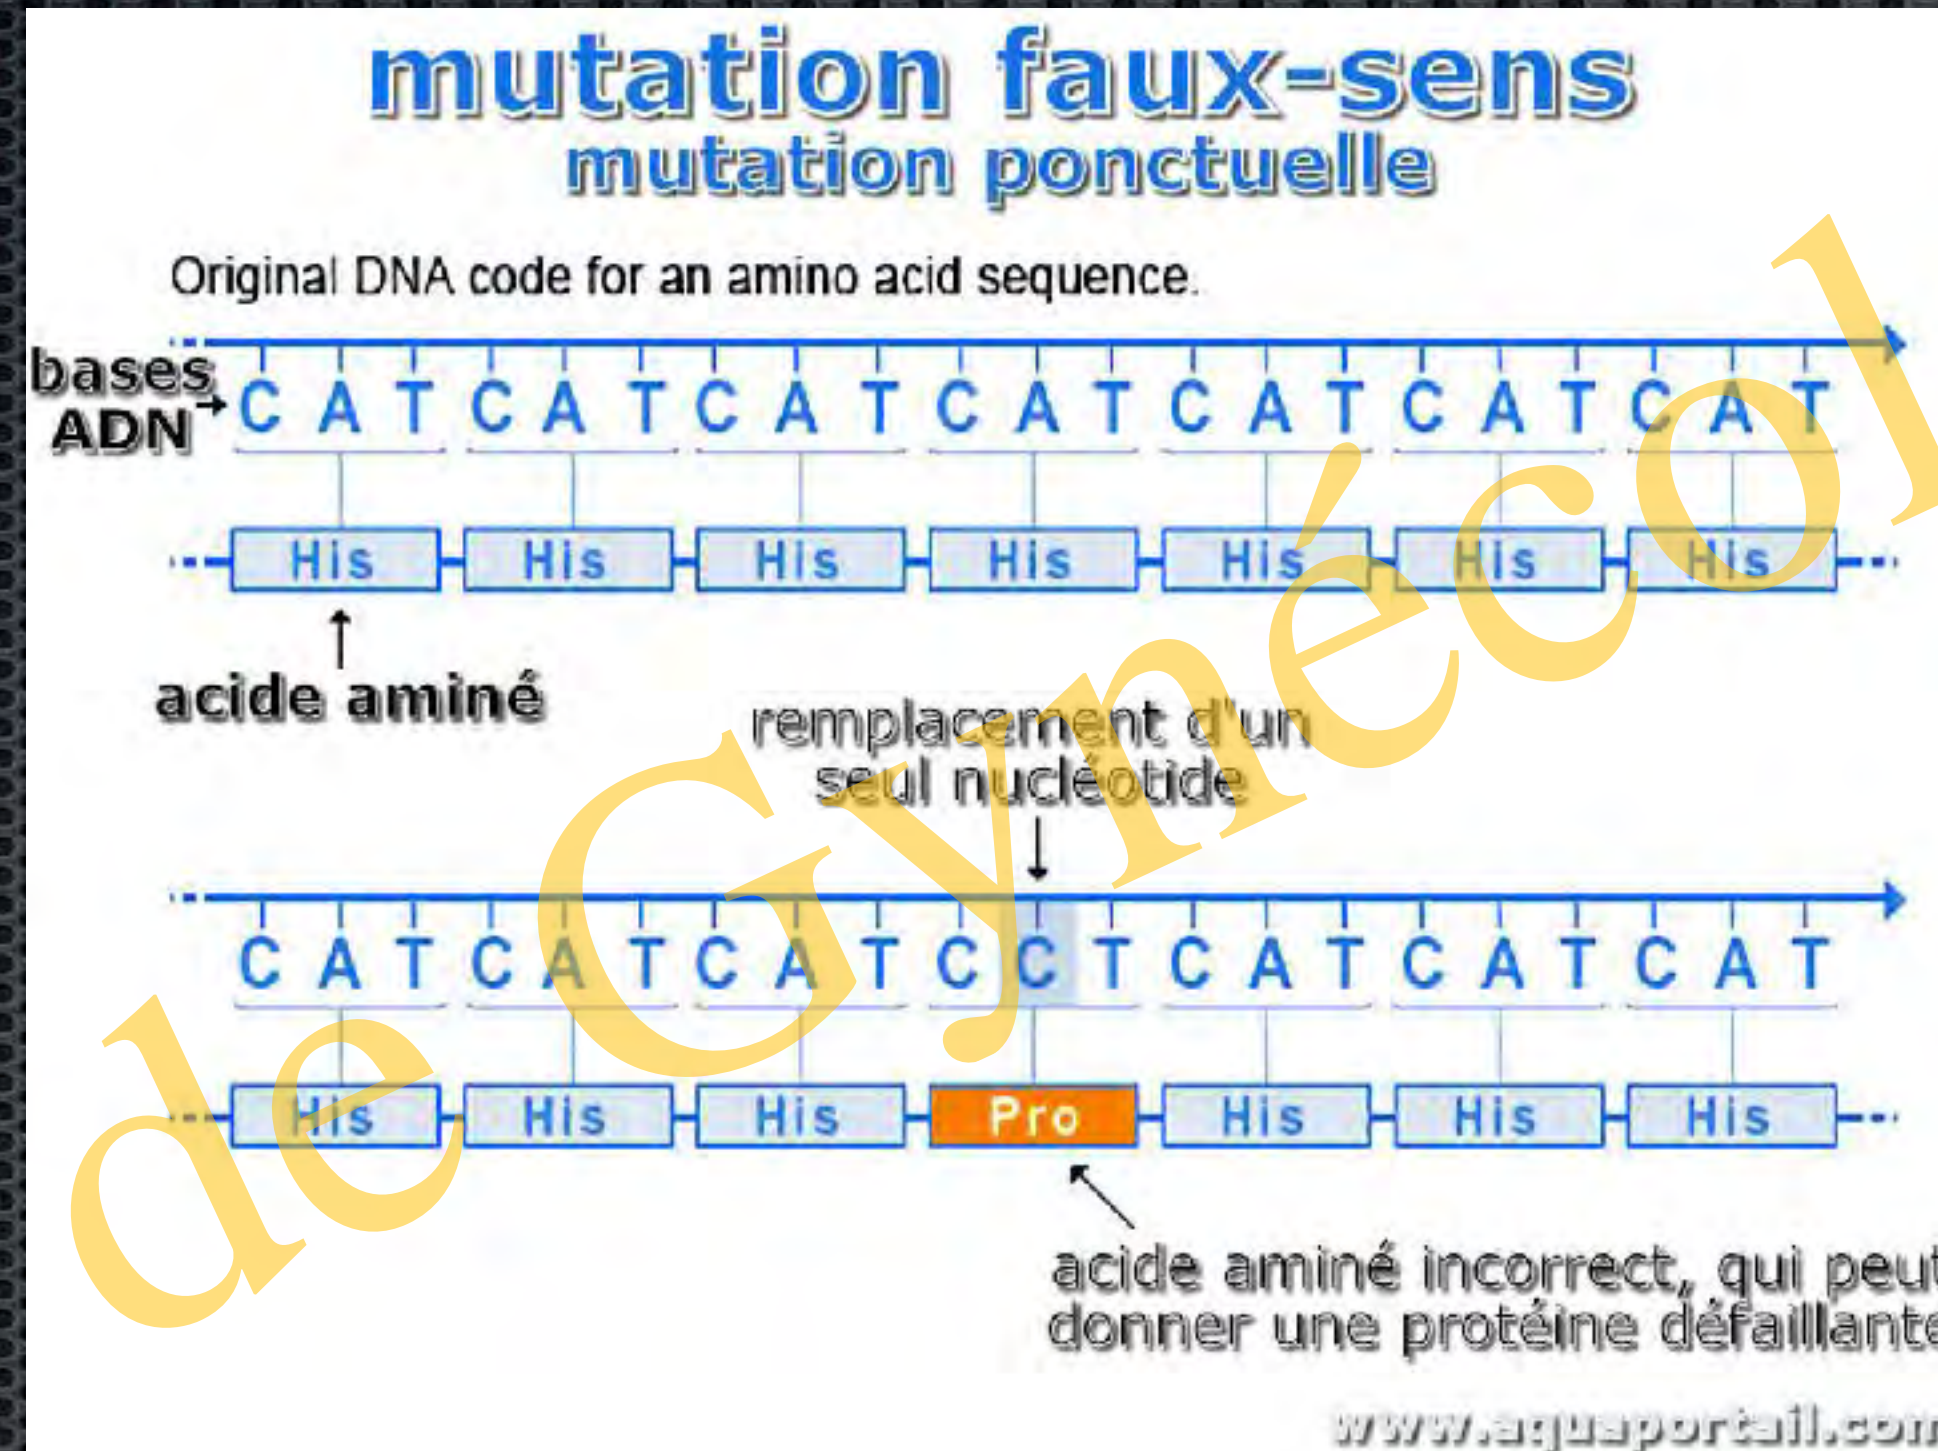 mutation faux-sens
mutation ponctuelle
Original DNA code for an amino acid sequence.
bases
ADN
C A T C A T C A T C A T C A T C A T C A T
His His His His His His His
acide aminé
remplacement d'un
seul nucléotide
C A T C A T C A T C C T C A T C A T C A T
His His His Pro His His His
acide aminé incorrect, qui peut
donner une protéine défaillante
www.aquaportail.com
de Gynécol